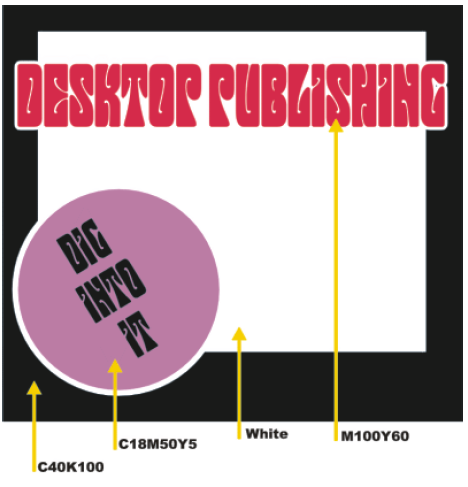 DESKTOP PUBLISHING
DIG
INTO
IT
White
M100Y60
C18M50Y5
C40K100